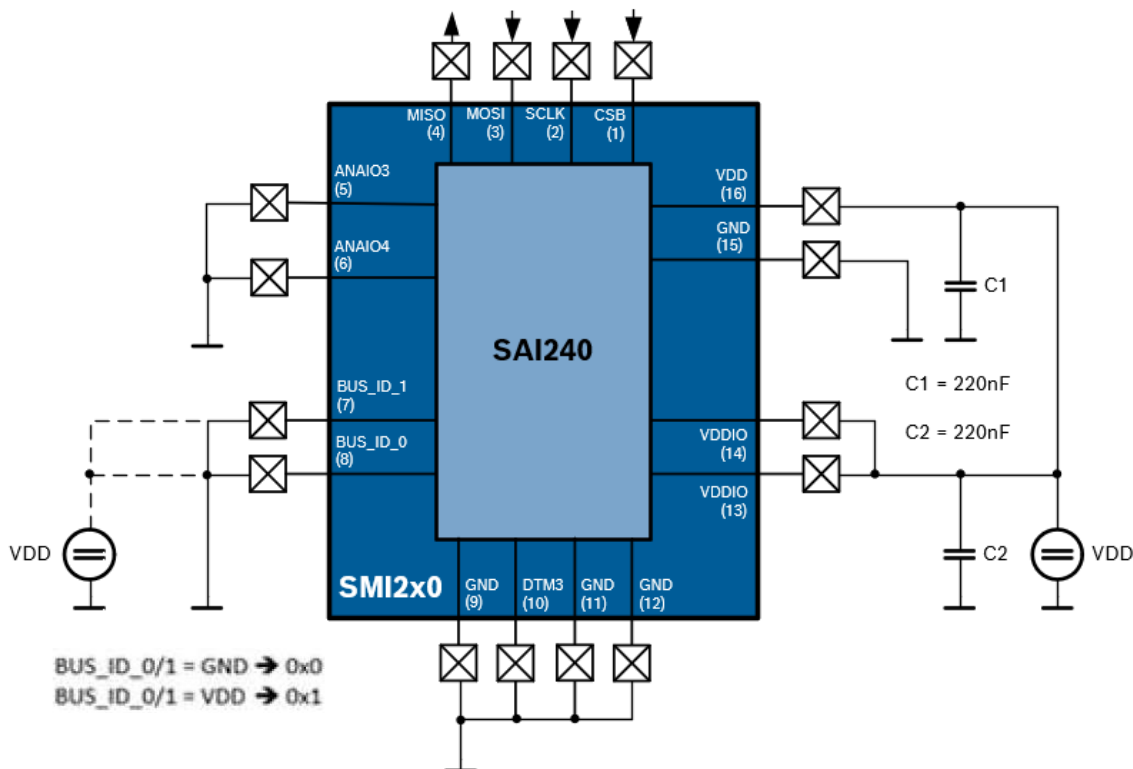 MISO
(4)
MOSI
(3)
SCLK
(2)
CSB
(1)
ANAIO3
(5)
ANAIO4
(6)
VDD
(16)
GND
(15)
C1
SAI240
C1 = 220nF
C2 = 220nF
BUS_ID_1
(7)
BUS_ID_0
(8)
VDDIO
(14)
VDDIO
(13)
VDD
C2
VDD
SMI2x0
GND
(9)
DTM3
(10)
GND
(11)
GND
(12)
BUS_ID_0/1 = GND ➔ 0x0
BUS_ID_0/1 = VDD ➔ 0x1